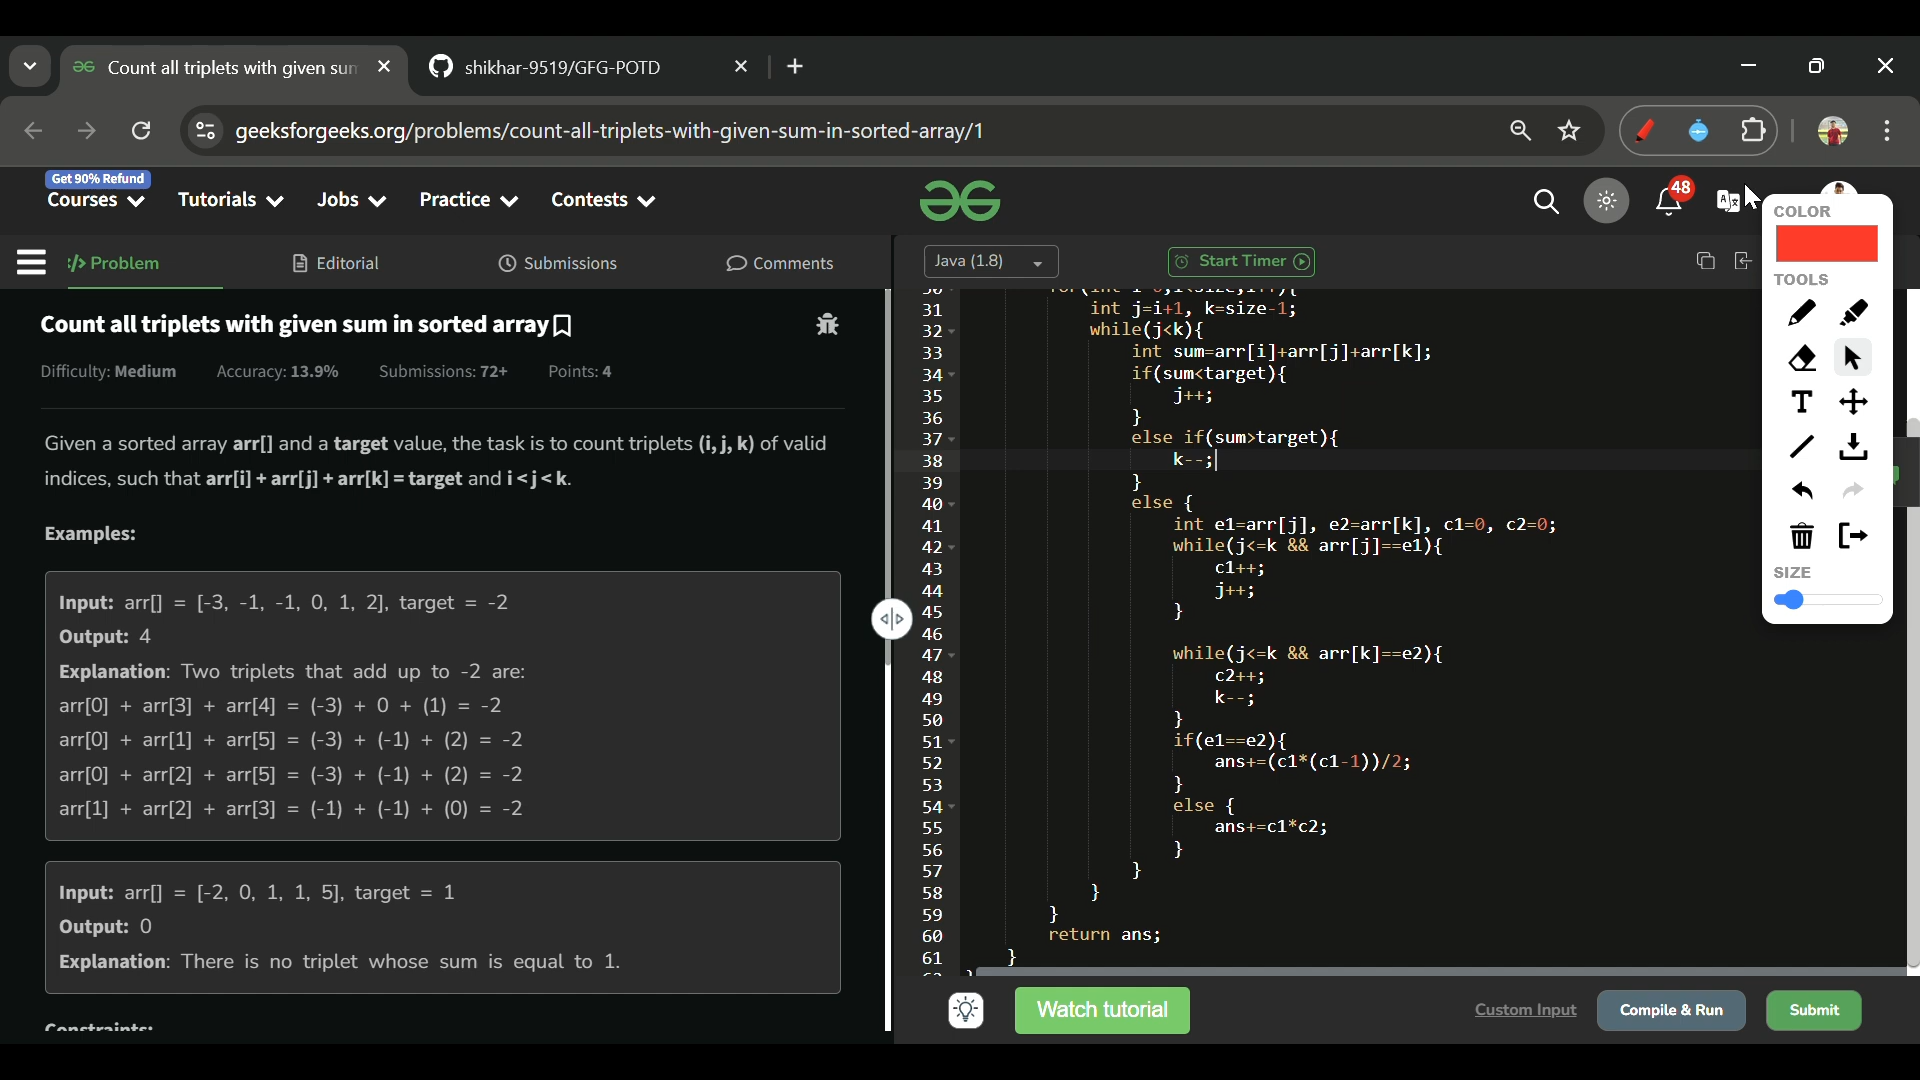 Count all triplets with given sum
shikhar-9519/GFG-POTD
geeksforgeeks.org/problems/count-all-triplets-with-given-sum-in-sorted-array/1
Get 90% Refund
Courses
Tutorials
Jobs
Practice
Contests
48
</> Problem
Editorial
Submissions
Comments
Java (1.8)
Start Timer
Count all triplets with given sum in sorted array
Difficulty: Medium
Accuracy: 13.9%
Submissions: 72+
Points: 4
Given a sorted array arr[] and a target value, the task is to count triplets (i, j, k) of valid
indices, such that arr[i] + arr[j] + arr[k] = target and i < j < k.
Examples:
Input: arr[] = [-3, -1, -1, 0, 1, 2], target = -2
Output: 4
Explanation: Two triplets that add up to -2 are:
arr[0] + arr[3] + arr[4] = (-3) + 0 + (1) = -2
arr[0] + arr[1] + arr[5] = (-3) + (-1) + (2) = -2
arr[0] + arr[2] + arr[5] = (-3) + (-1) + (2) = -2
arr[1] + arr[2] + arr[3] = (-1) + (-1) + (0) = -2
Input: arr[] = [-2, 0, 1, 1, 5], target = 1
Output: 0
Explanation: There is no triplet whose sum is equal to 1.
Constraints:
31 int j=i+1, k=size-1;
32 while(j<k){
33 int sum=arr[i]+arr[j]+arr[k];
34 if(sum<target){
35 j++;
36 }
37 else if(sum>target){
38 k--;
39 }
40 else {
41 int e1=arr[j], e2=arr[k], c1=0, c2=0;
42 while(j<=k && arr[j]==e1){
43 c1++;
44 j++;
45 }
46
47 while(j<=k && arr[k]==e2){
48 c2++;
49 k--;
50 }
51 if(e1==e2){
52 ans+=(c1*(c1-1))/2;
53 }
54 else {
55 ans+=c1*c2;
56 }
57 }
58 }
59 }
60 return ans;
61 }
Watch tutorial
Custom Input
Compile & Run
Submit
COLOR
TOOLS
T
SIZE